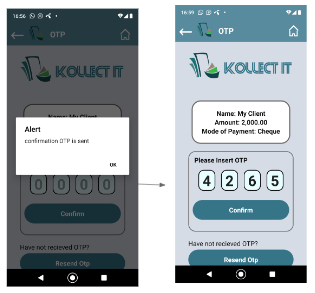 16:56
OTP
KOLLECT IT
Name: My Client
Alert
confirmation OTP is sent
OK
0 0 0 0
Confirm
Have not recieved OTP?
Resend Otp
16:59
OTP
KOLLECT IT
Name: My Client
Amount: 2,000.00
Mode of Payment: Cheque
Please Insert OTP
4 2 6 5
Confirm
Have not recieved OTP?
Resend Otp